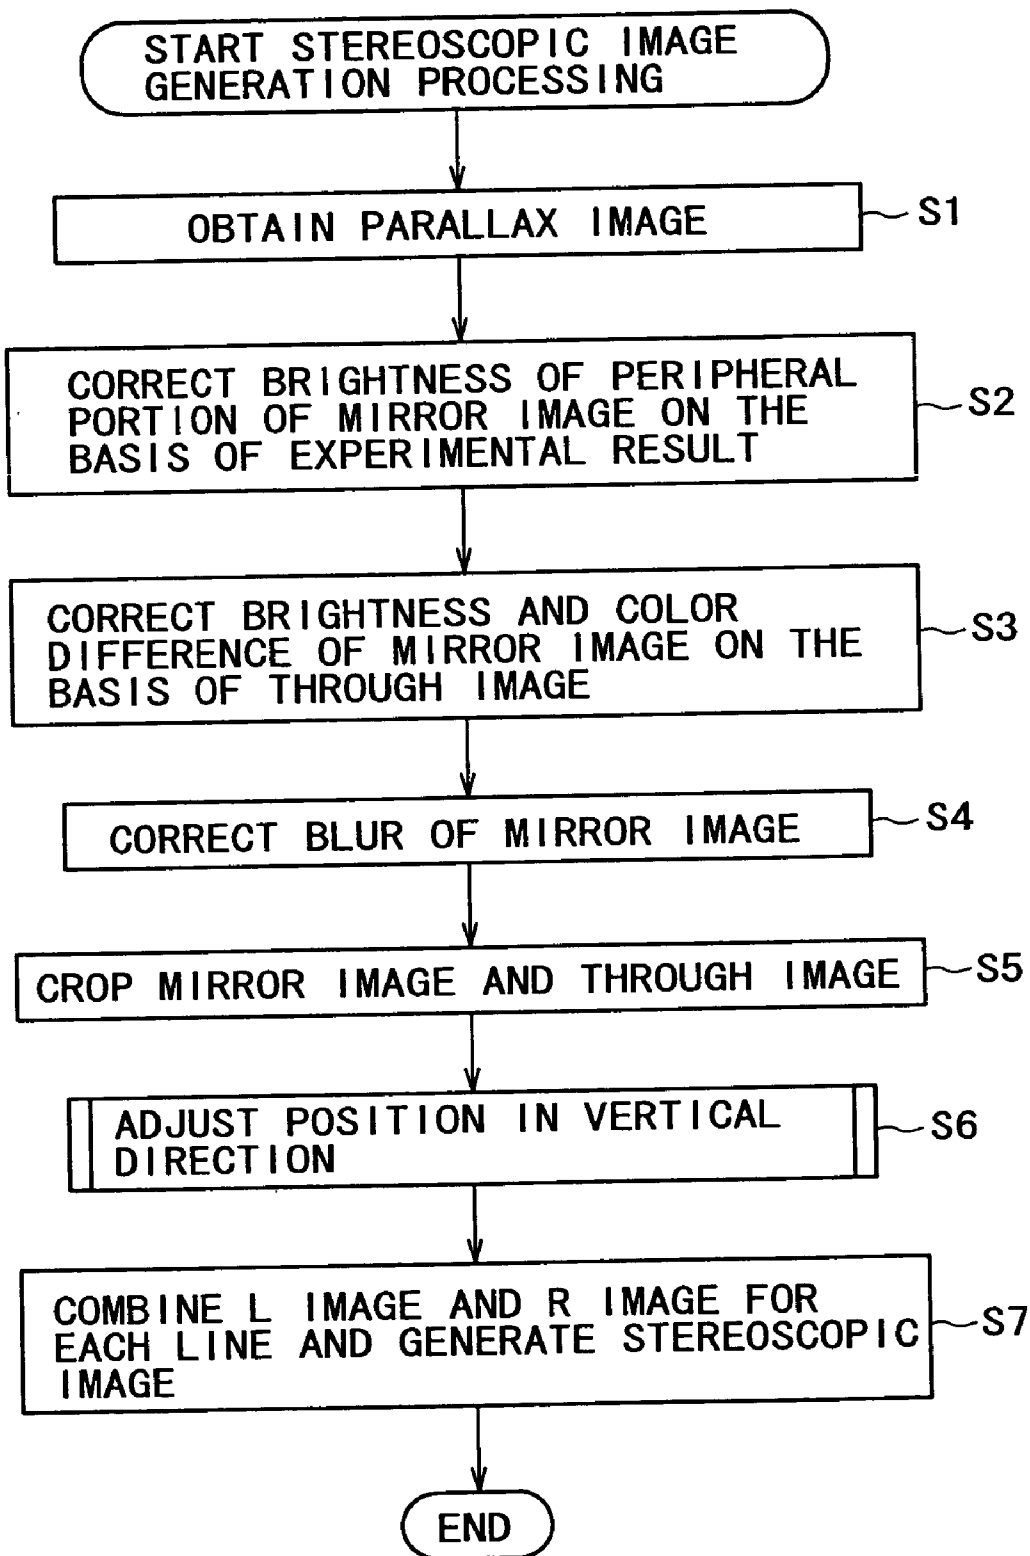 START STEREOSCOPIC IMAGE
GENERATION PROCESSING
OBTAIN PARALLAX IMAGE
S1
CORRECT BRIGHTNESS OF PERIPHERAL
PORTION OF MIRROR IMAGE ON THE
BASIS OF EXPERIMENTAL RESULT
S2
CORRECT BRIGHTNESS AND COLOR
DIFFERENCE OF MIRROR IMAGE ON THE
BASIS OF THROUGH IMAGE
S3
CORRECT BLUR OF MIRROR IMAGE
S4
CROP MIRROR IMAGE AND THROUGH IMAGE
S5
ADJUST POSITION IN VERTICAL
DIRECTION
S6
COMBINE L IMAGE AND R IMAGE FOR
EACH LINE AND GENERATE STEREOSCOPIC
IMAGE
S7
END